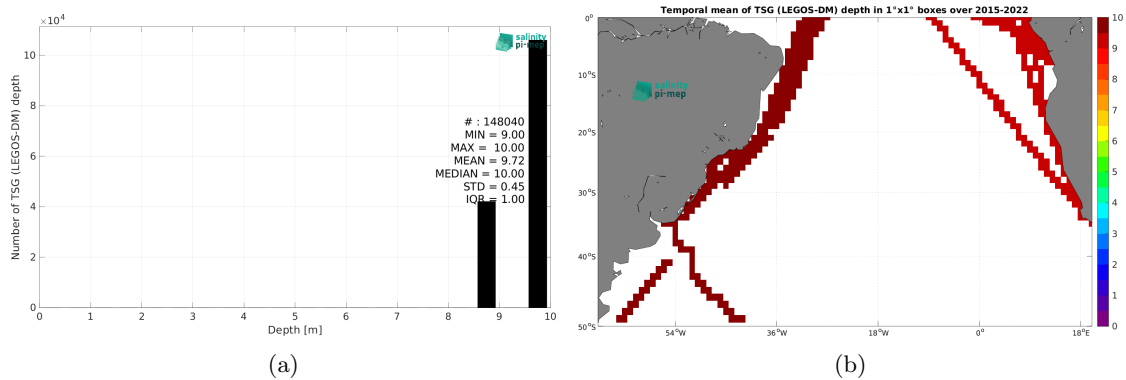 ×10⁴
10
8
6
4
2
0
Number of TSG (LEGOS-DM) depth
salinity
pi-mep
# : 148040
MIN = 9.00
MAX = 10.00
MEAN = 9.72
MEDIAN = 10.00
STD = 0.45
IQR = 1.00
0 1 2 3 4 5 6 7 8 9 10
Depth [m]
(a)
Temporal mean of TSG (LEGOS-DM) depth in 1°x1° boxes over 2015-2022
0°
10°S
20°S
30°S
40°S
50°S
salinity
pi-mep
54°W 36°W 18°W 0° 18°E
10
9
8
7
6
5
4
3
2
1
0
(b)